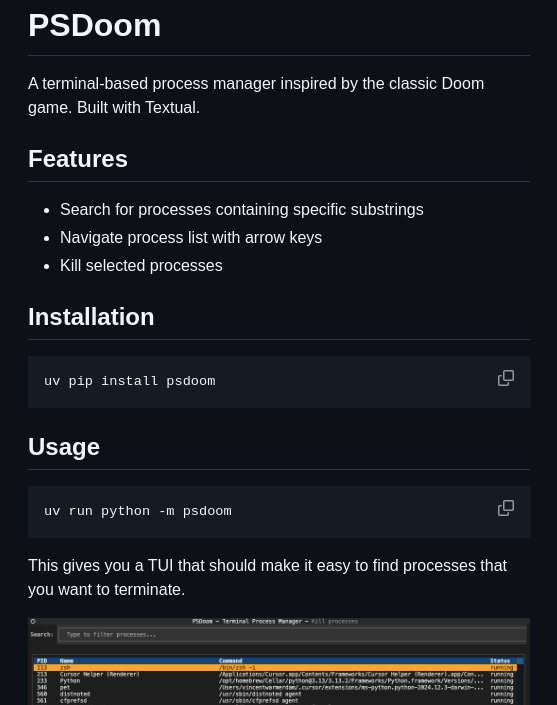 PSDoom
A terminal-based process manager inspired by the classic Doom
game. Built with Textual.
Features
Search for processes containing specific substrings
Navigate process list with arrow keys
Kill selected processes
Installation
uv pip install psdoom
Usage
uv run python -m psdoom
This gives you a TUI that should make it easy to find processes that
you want to terminate.
PSDoom — Terminal Process Manager — Kill processes
Search: Type to filter processes...
PID Name Command Status
113 zsh /bin/zsh -i running
213 Cursor Helper (Renderer) /Applications/Cursor.app/Contents/Frameworks/Cursor Helper (Renderer).app/Con... running
233 Python /opt/homebrew/Cellar/python@3.13/3.13.2/Frameworks/Python.framework/Versions/... running
346 pet /Users/vincentwarmerdam/.cursor/extensions/ms-python.python-2024.12.3-darwin-... running
560 distnoted /usr/sbin/distnoted agent running
561 cfprefsd /usr/sbin/cfprefsd agent running